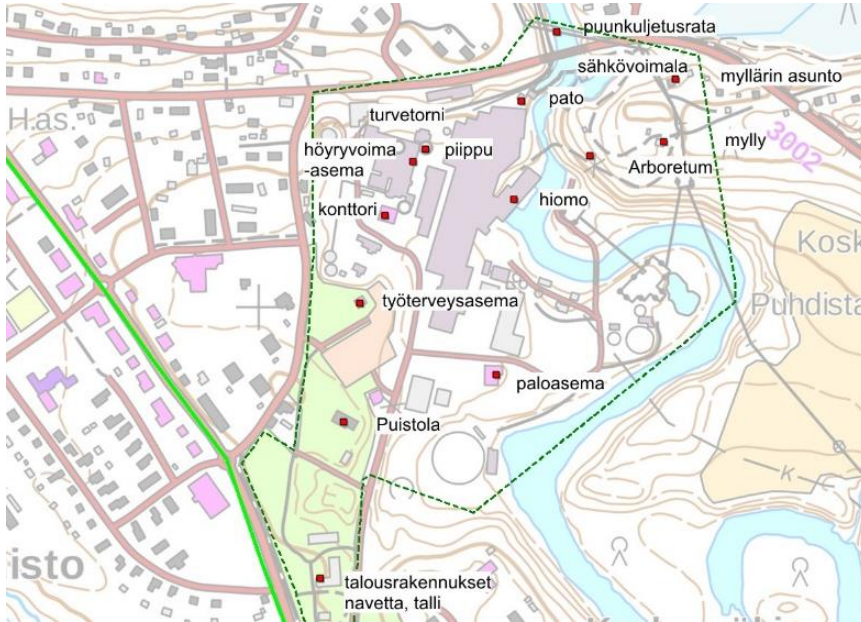 puunkuljetusrata
sähkövoimala
myllärin asunto
turvetorni
pato
H.as.
höyryvoima
-asema
piippu
mylly
3002
Arboretum
konttori
hiomo
Kosk
Puhdista
työterveysasema
paloasema
Puistola
K
isto
talousrakennukset
navetta, talli